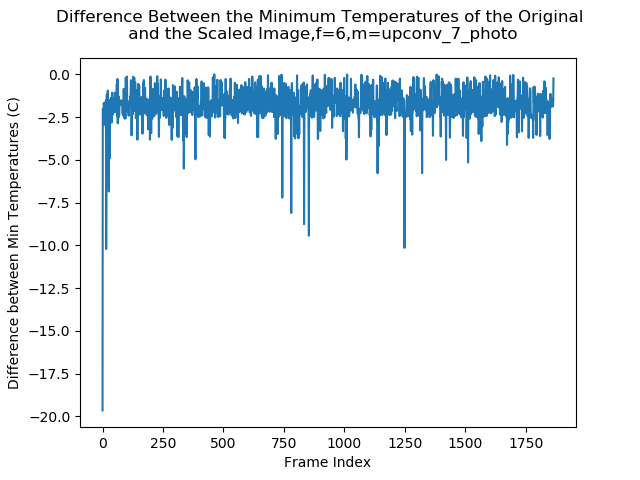 Difference Between the Minimum Temperatures of the Original
and the Scaled Image,f=6,m=upconv_7_photo
Difference between Min Temperatures (C)
0.0
−2.5
−5.0
−7.5
−10.0
−12.5
−15.0
−17.5
−20.0
0 250 500 750 1000 1250 1500 1750
Frame Index